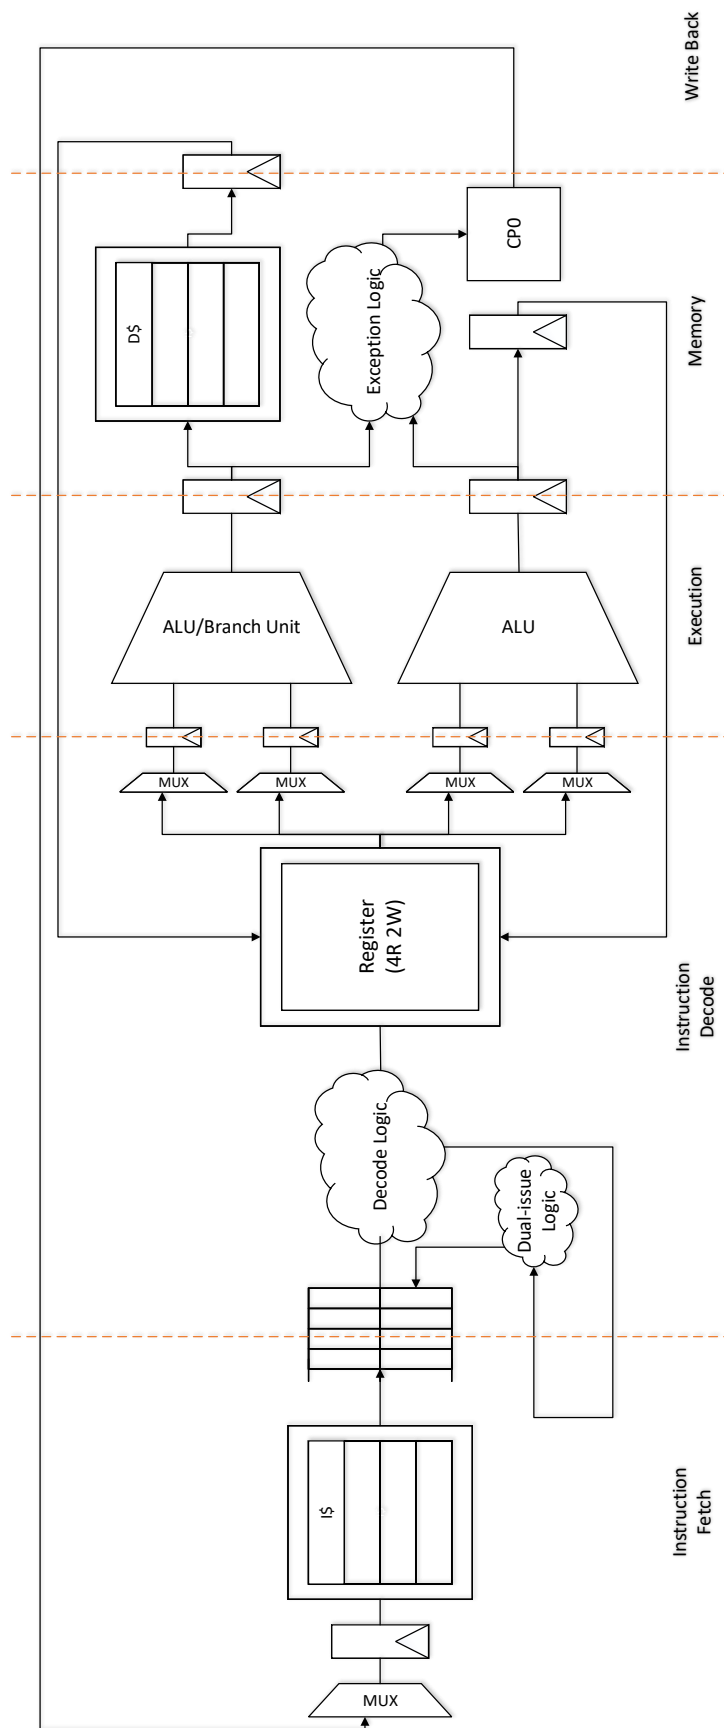 Write Back
Memory
Execution
Instruction
Decode
Instruction
Fetch
D$
Exception Logic
CP0
ALU/Branch Unit
ALU
MUX
MUX
MUX
MUX
Register
(4R 2W)
Decode Logic
Dual-issue
Logic
I$
MUX